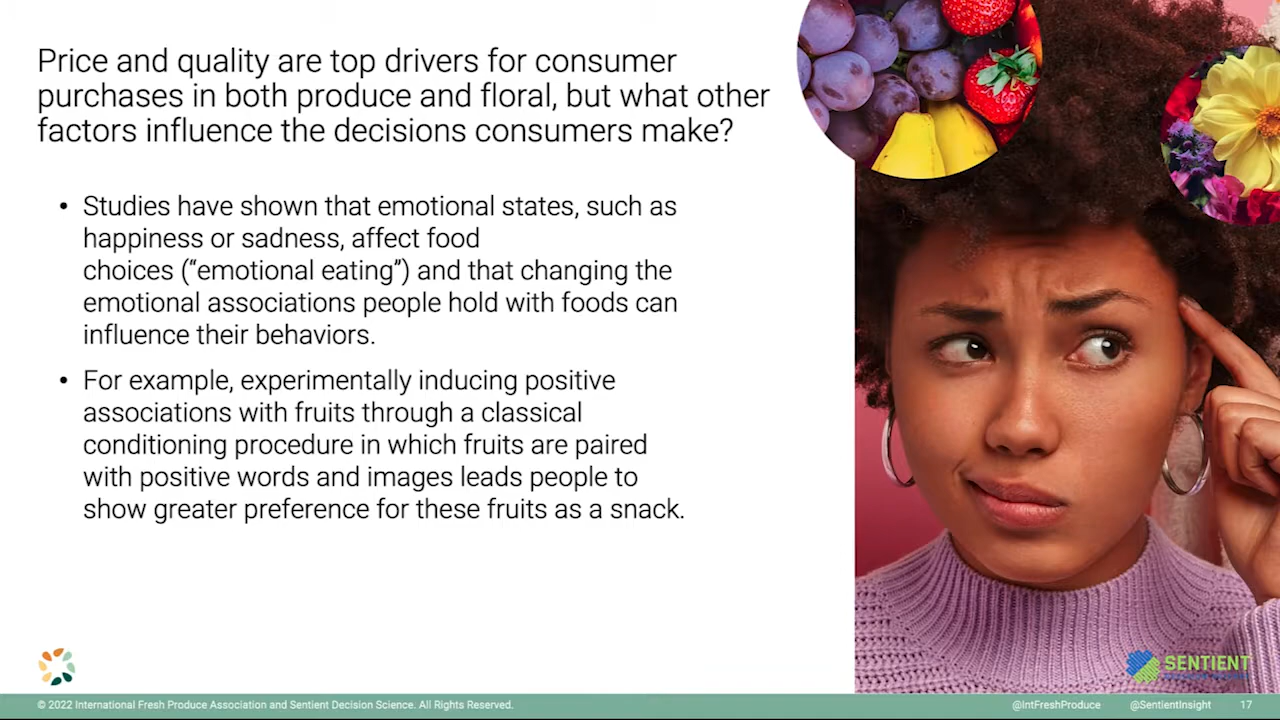 Price and quality are top drivers for consumer
purchases in both produce and floral, but what other
factors influence the decisions consumers make?
• Studies have shown that emotional states, such as
happiness or sadness, affect food
choices (“emotional eating”) and that changing the
emotional associations people hold with foods can
influence their behaviors.
• For example, experimentally inducing positive
associations with fruits through a classical
conditioning procedure in which fruits are paired
with positive words and images leads people to
show greater preference for these fruits as a snack.
SENTIENT
© 2022 International Fresh Produce Association and Sentient Decision Science. All Rights Reserved.
@IntFreshProduce
@SentientInsight
17